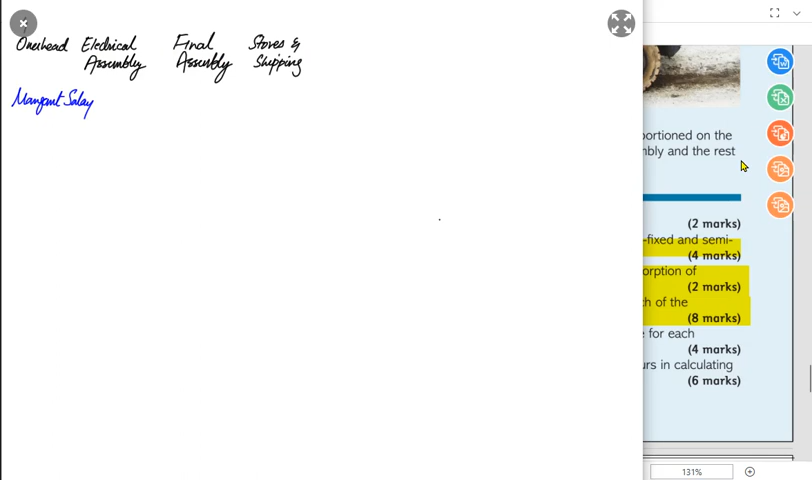 Overhead Electrical Final Stores &
Assembly Assembly Shipping
Mangant Salay
portioned on the
mbly and the rest
(2 marks)
-fixed and semi-
(4 marks)
orption of
(2 marks)
ch of the
(8 marks)
e for each
(4 marks)
urs in calculating
(6 marks)
131%